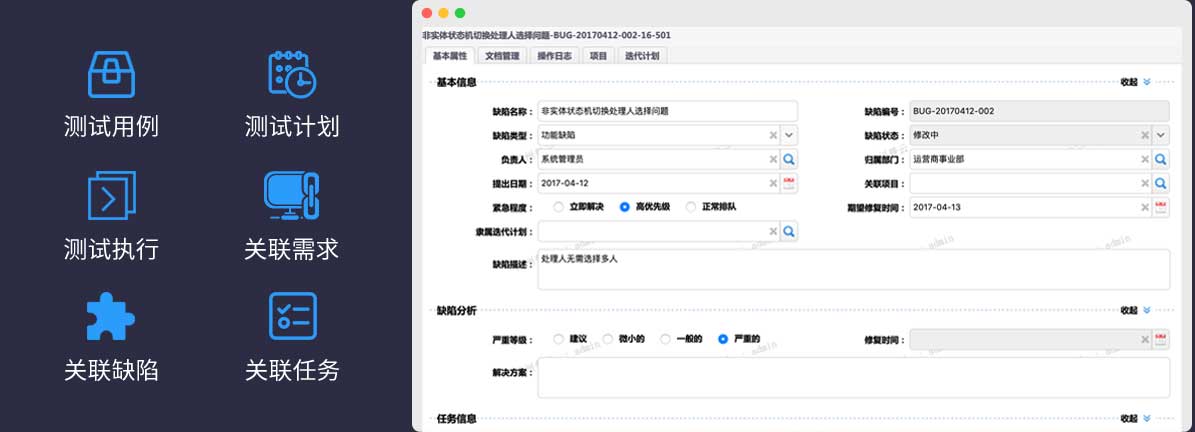 测试用例
测试计划
测试执行
关联需求
关联缺陷
关联任务
非实体状态机切换处理人选择问题-BUG-20170412-002-16-501
基本属性 文档管理 操作日志 项目 迭代计划
基本信息 收起
缺陷名称： 非实体状态机切换处理人选择问题 缺陷编号： BUG-20170412-002
缺陷类型： 功能缺陷 缺陷状态： 修改中
负责人： 系统管理员 归属部门： 运营商事业部
提出日期： 2017-04-12 关联项目：
紧急程度： 立即解决 高优先级 正常排队 期望修复时间： 2017-04-13
隶属迭代计划：
缺陷描述： 处理人无需选择多人
缺陷分析 收起
严重等级： 建议 微小的 一般的 严重的 修复时间：
解决方案：
任务信息 收起
admin
admin
admin
admin